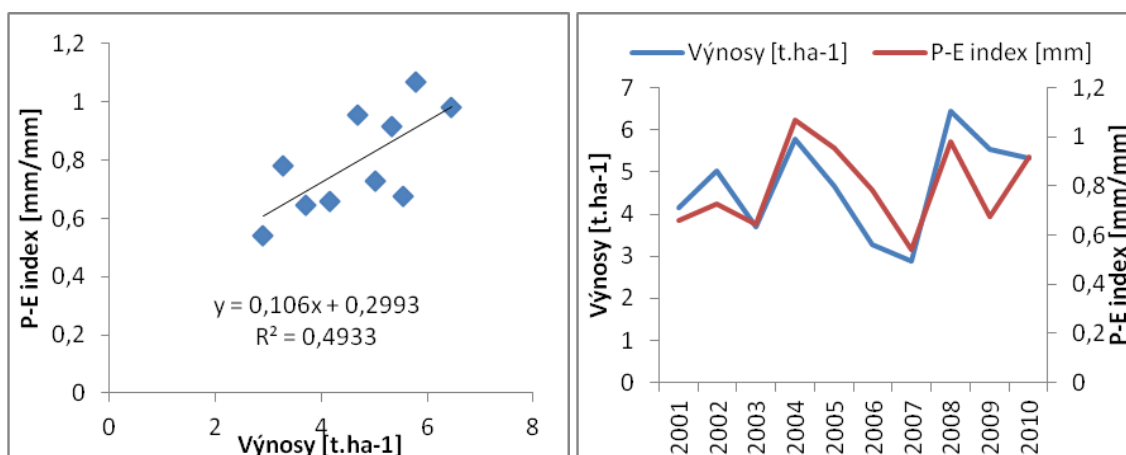 1,2
1
0,8
0,6
0,4
0,2
0
P-E index [mm/mm]
y = 0,106x + 0,2993
R² = 0,4933
0 2 4 6 8
Výnosy [t.ha-1]
Výnosy [t.ha-1] P-E index [mm]
7
6
5
4
3
2
1
0
Výnosy [t.ha-1]
1,2
1
0,8
0,6
0,4
0,2
0
P-E index [mm/mm]
2001 2002 2003 2004 2005 2006 2007 2008 2009 2010